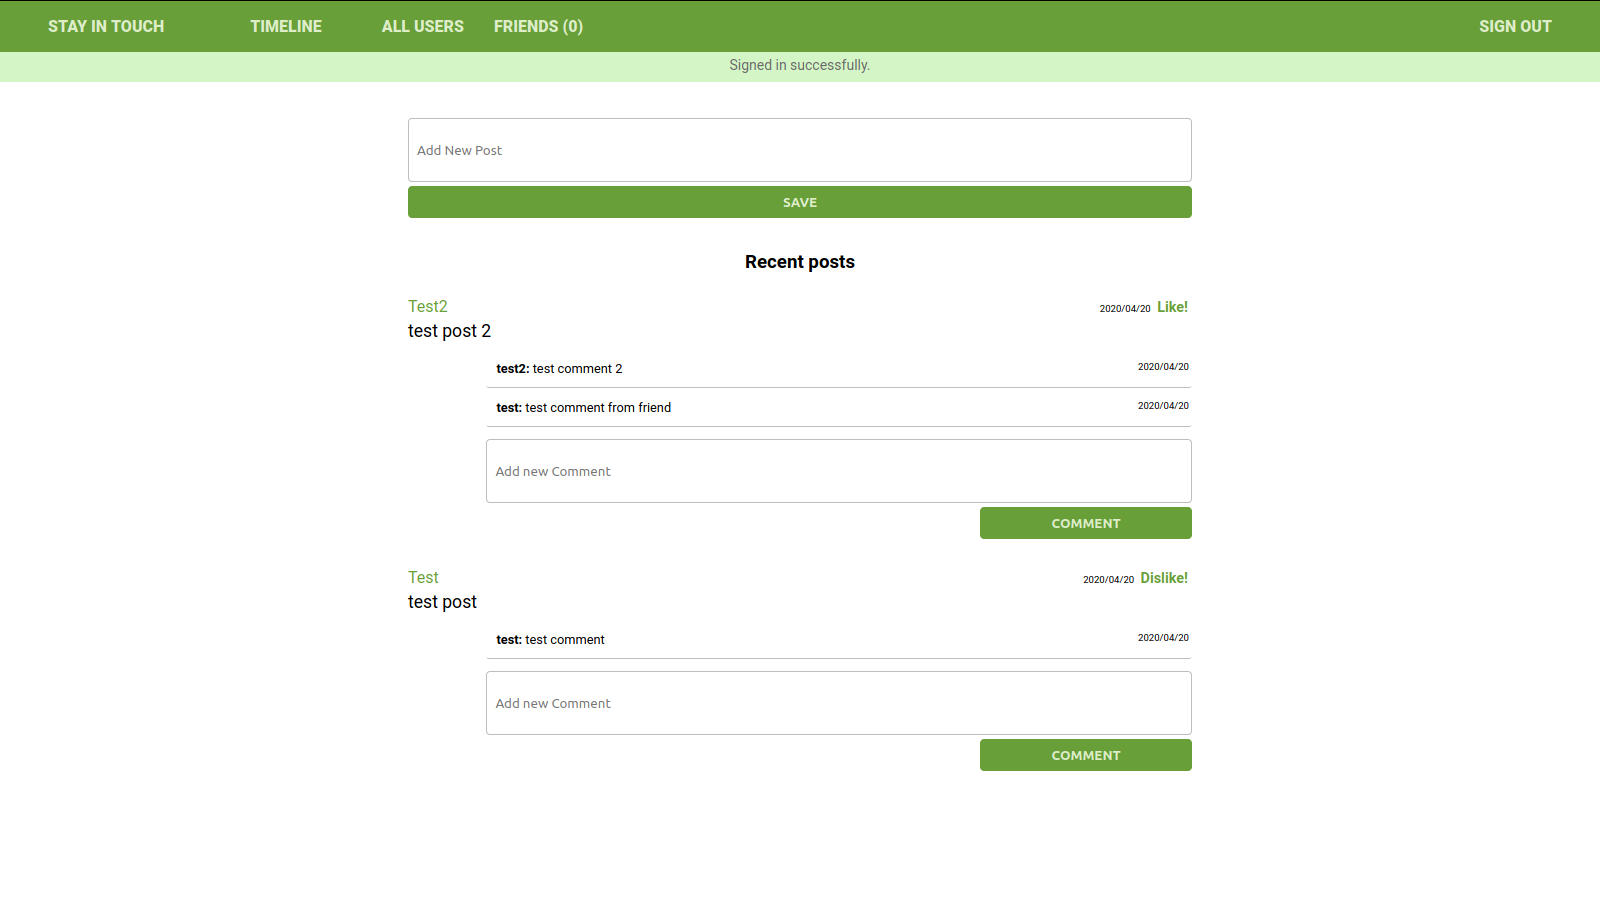 STAY IN TOUCH TIMELINE ALL USERS FRIENDS (0) SIGN OUT
Signed in successfully.
Add New Post
SAVE
Recent posts
Test2 2020/04/20 Like!
test post 2
test2: test comment 2 2020/04/20
test: test comment from friend 2020/04/20
Add new Comment
COMMENT
Test 2020/04/20 Dislike!
test post
test: test comment 2020/04/20
Add new Comment
COMMENT